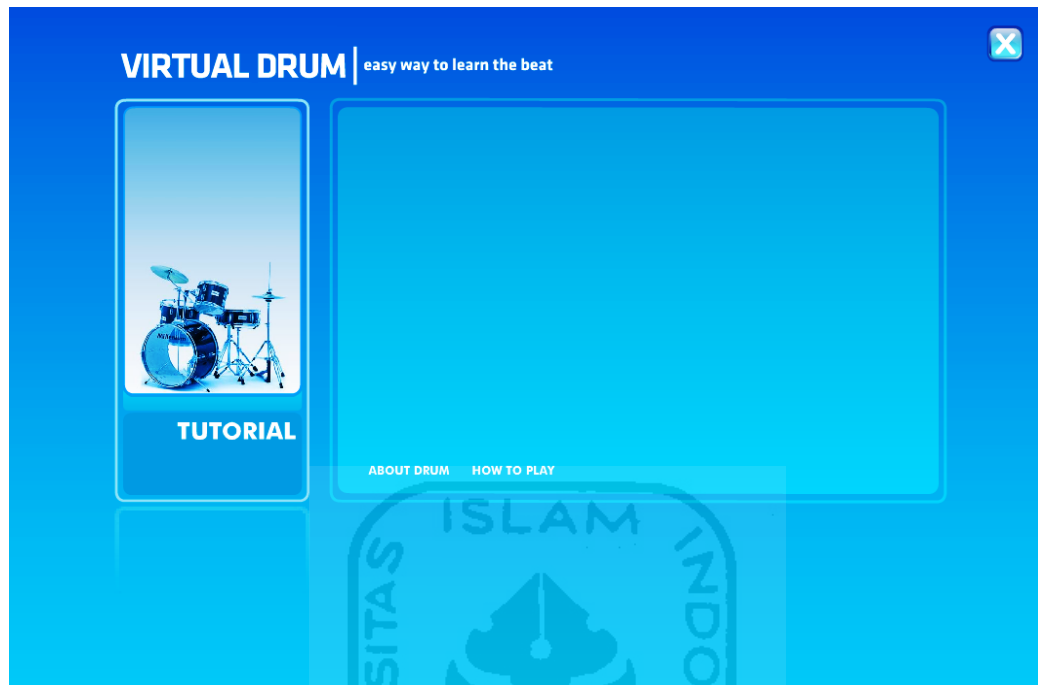 VIRTUAL DRUM
easy way to learn the beat
TUTORIAL
ABOUT DRUM HOW TO PLAY
ISLAM
SITAS
INDO